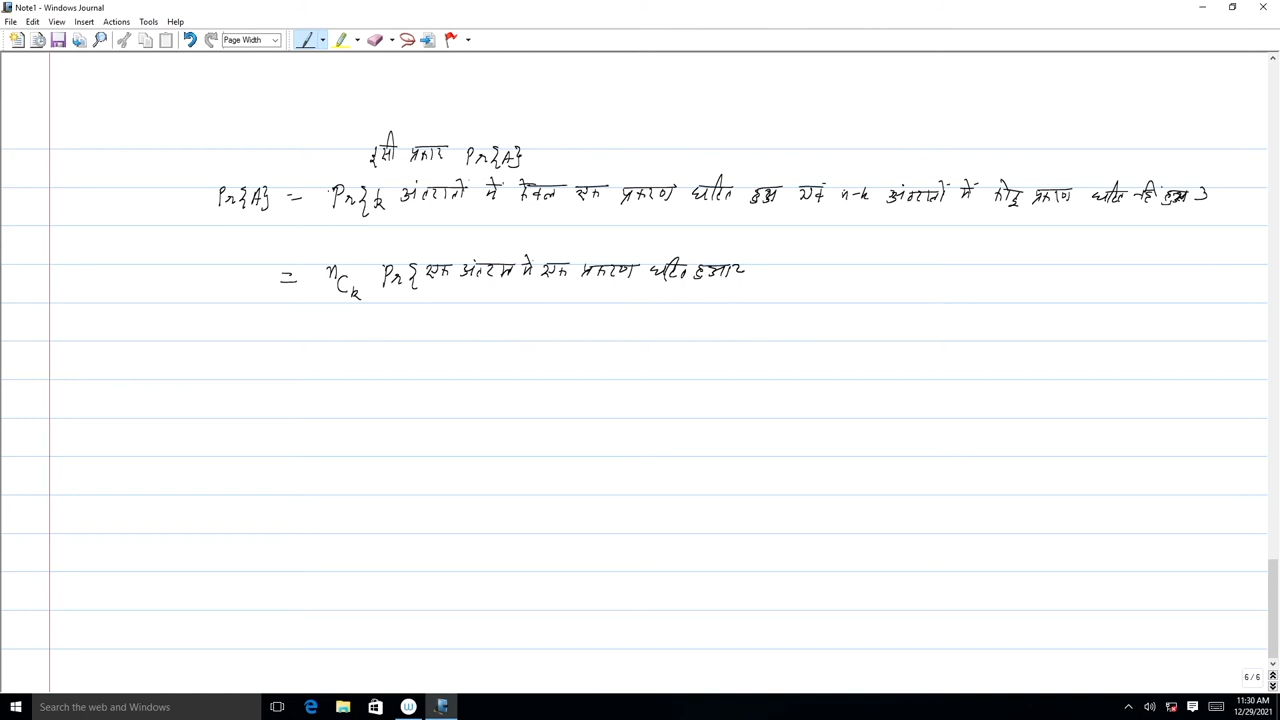 Note1 - Windows Journal
File Edit View Insert Actions Tools Help
Page Width
इसी प्रकार Pr{A}
Pr{A} = Pr{k अंतरालो में केवल एक प्रकरण घटित हुआ एवं n-k अंतरालों में कोई प्रकरण घटित नहीं हुआ}
= nCk Pr{एक अंतराल में एक प्रकरण घटित हुआ
6 / 6
Search the web and Windows
11:30 AM
12/29/2021